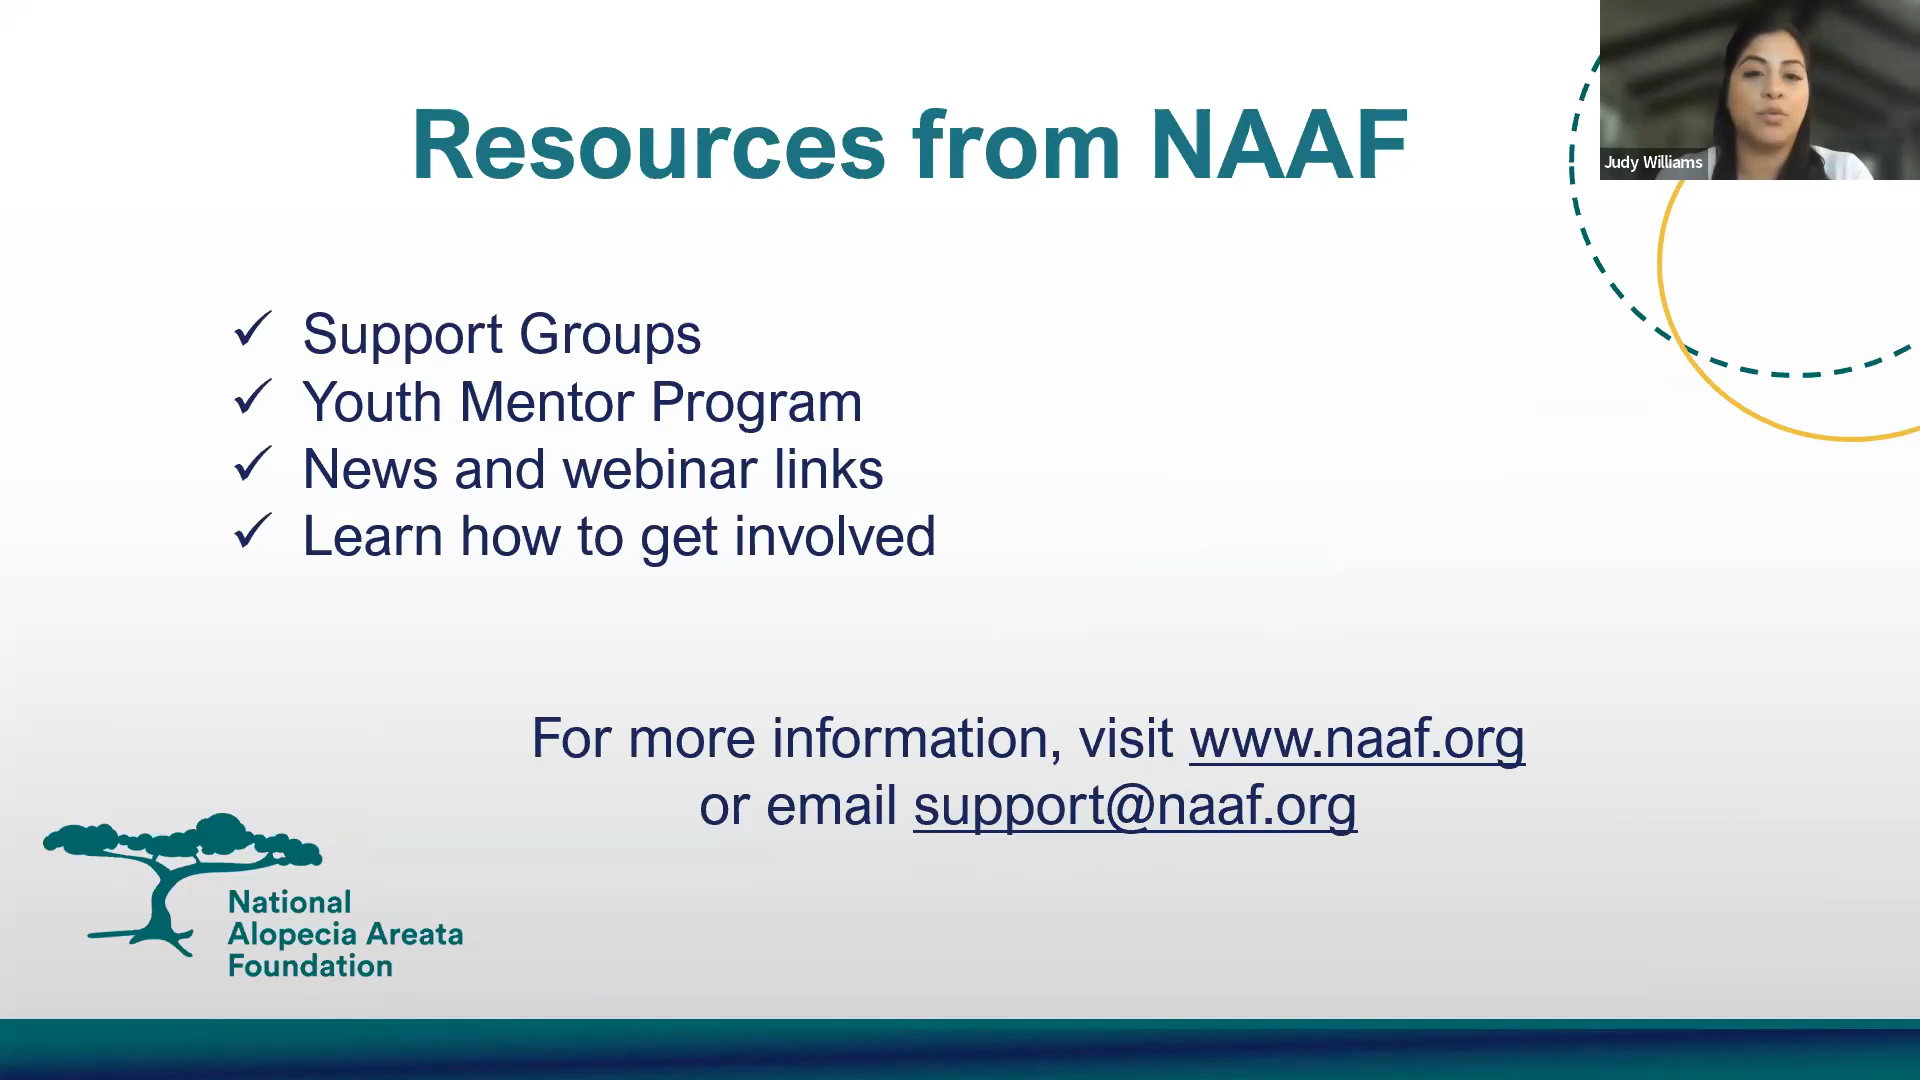 Resources from NAAF
Judy Williams
✓ Support Groups
✓ Youth Mentor Program
✓ News and webinar links
✓ Learn how to get involved
For more information, visit www.naaf.org
or email support@naaf.org
National
Alopecia Areata
Foundation